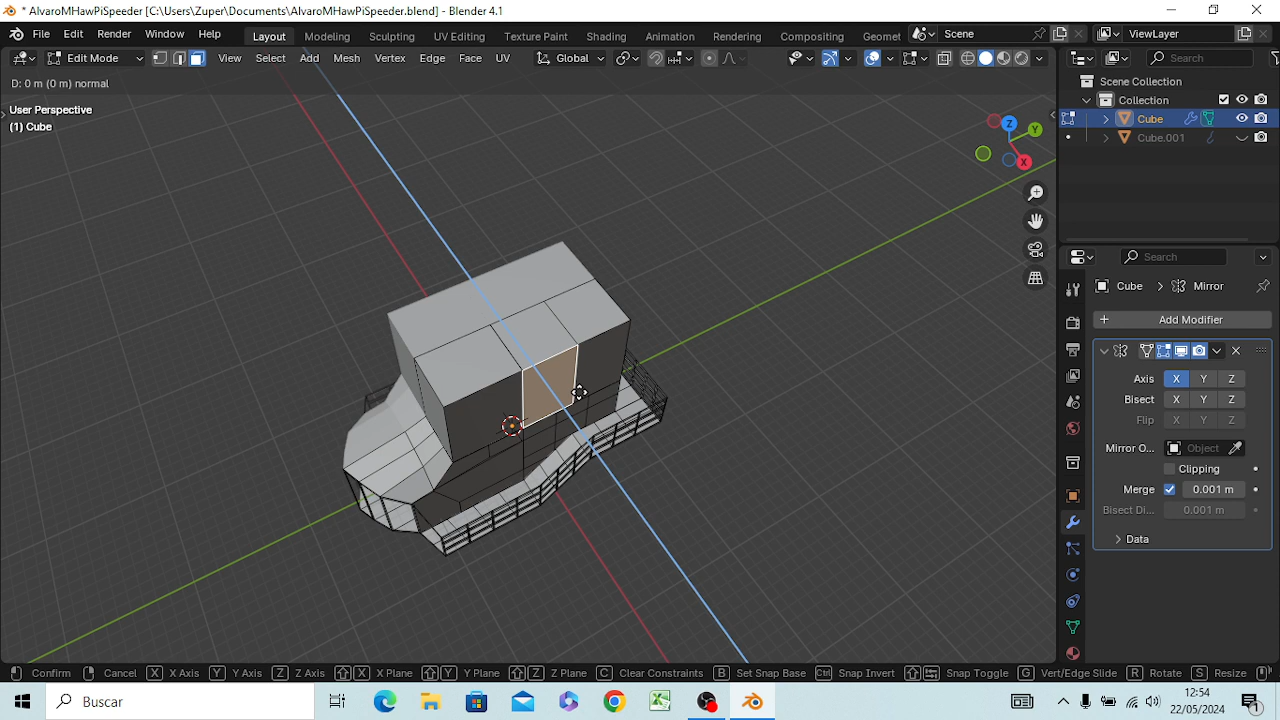 * AlvaroMHawPiSpeeder [C:\Users\Zuper\Documents\AlvaroMHawPiSpeeder.blend] - Blender 4.1
File Edit Render Window Help Layout Modeling Sculpting UV Editing Texture Paint Shading Animation Rendering Compositing Geomet Scene ViewLayer
Edit Mode View Select Add Mesh Vertex Edge Face UV Global Search
D: 0 m (0 m) normal
Scene Collection
User Perspective
Collection
(1) Cube
Cube
Cube.001
Z
Y
X
Search
Cube > Mirror
+ Add Modifier
Axis X Y Z
Bisect X Y Z
Flip X Y Z
Mirror O... Object
Clipping
Merge 0.001 m
Bisect Di... 0.001 m
Data
Confirm Cancel X X Axis Y Y Axis Z Z Axis X X Plane Y Y Plane Z Z Plane C Clear Constraints B Set Snap Base Ctrl Snap Invert Snap Toggle G Vert/Edge Slide R Rotate S Resize
Buscar
12:54
22/05/2024
1